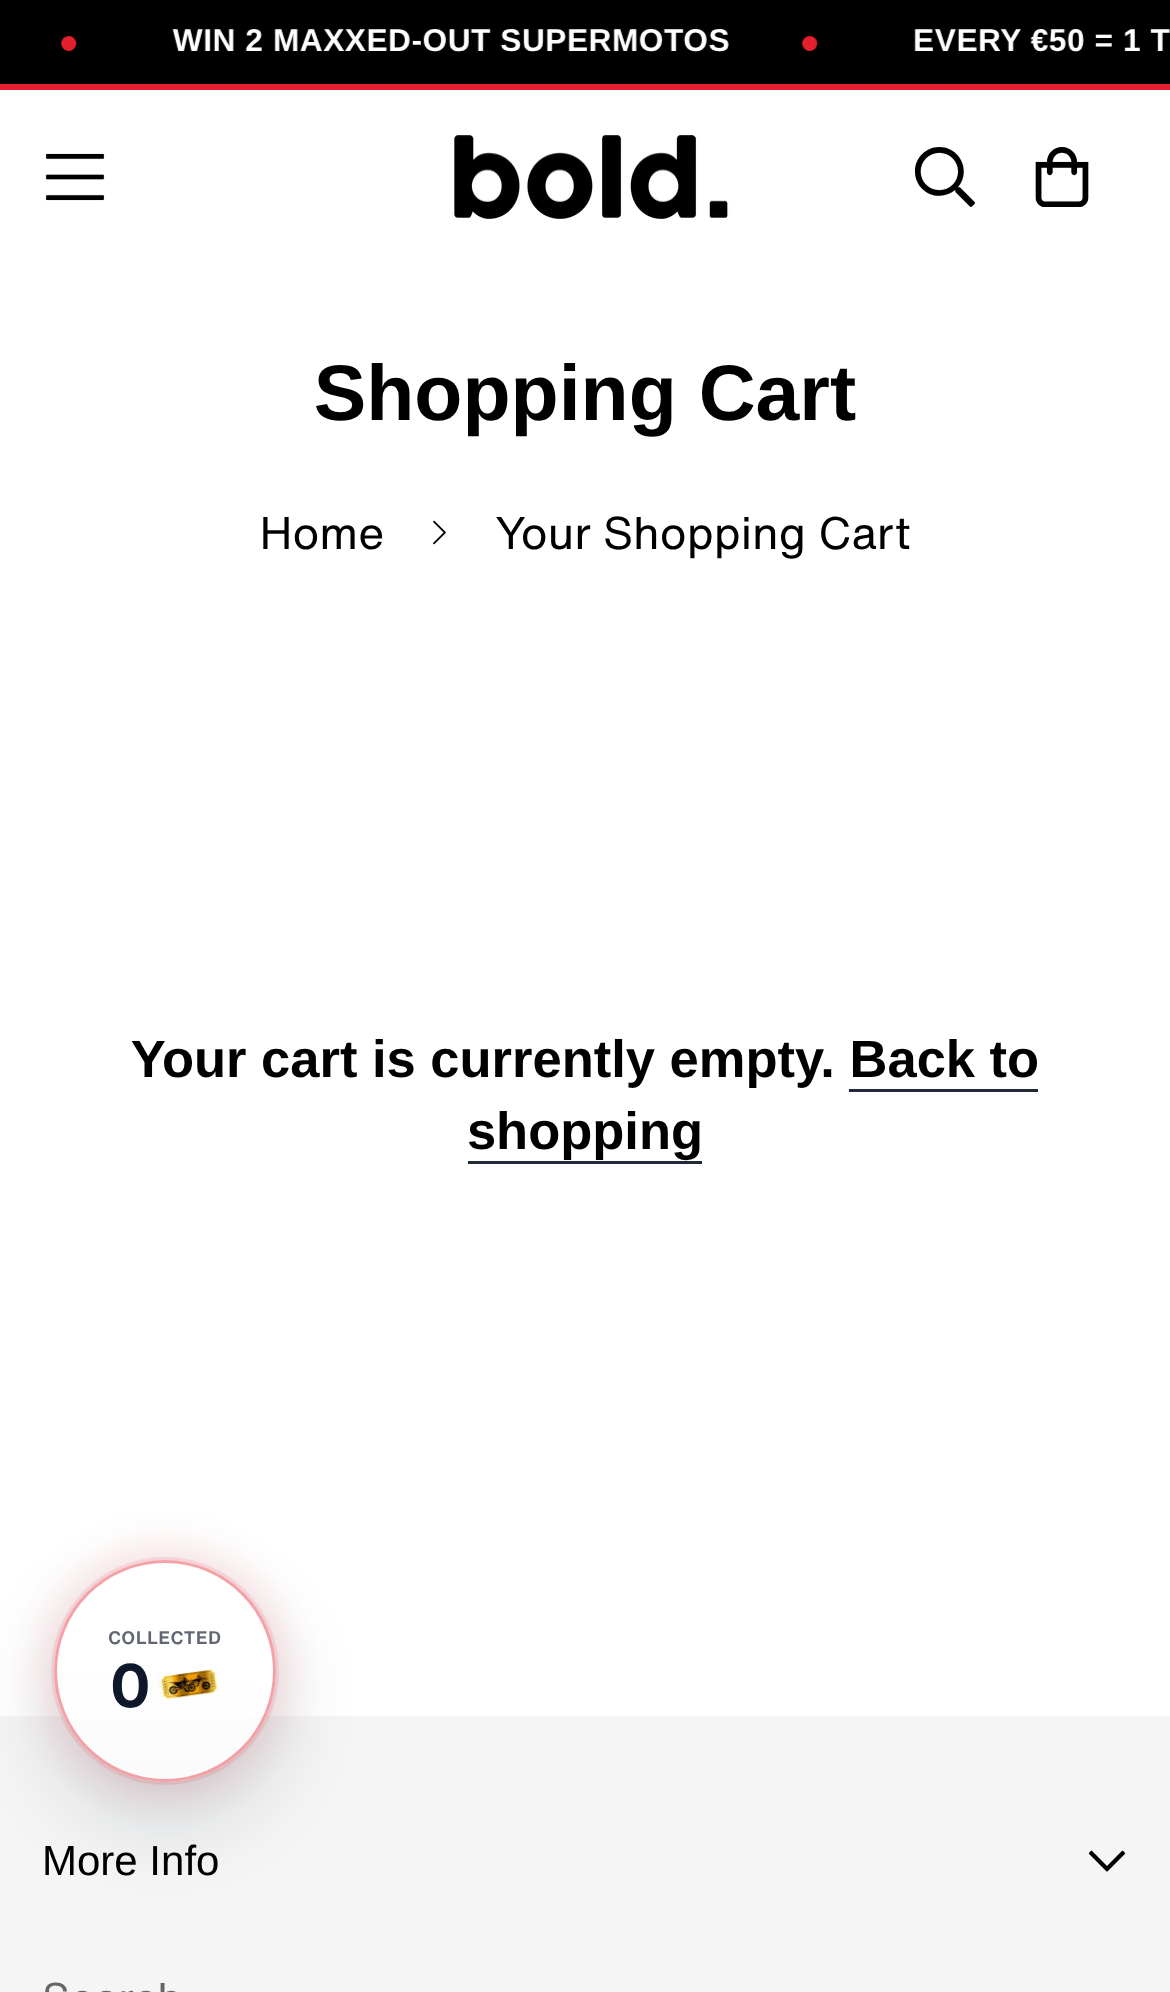 WIN 2 MAXXED-OUT SUPERMOTOS
EVERY €50 = 1 T
bold.
Shopping Cart
Home
Your Shopping Cart
Your cart is currently empty. Back to
shopping
COLLECTED
0
More Info
Search